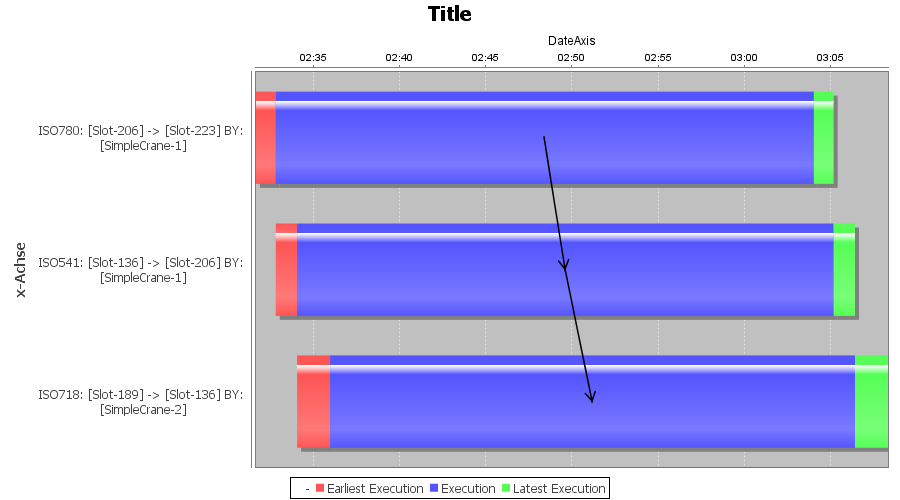 Title
DateAxis
02:35 02:40 02:45 02:50 02:55 03:00 03:05
x-Achse
ISO780: [Slot-206] -> [Slot-223] BY:
[SimpleCrane-1]
ISO541: [Slot-136] -> [Slot-206] BY:
[SimpleCrane-1]
ISO718: [Slot-189] -> [Slot-136] BY:
[SimpleCrane-2]
- Earliest Execution Execution Latest Execution